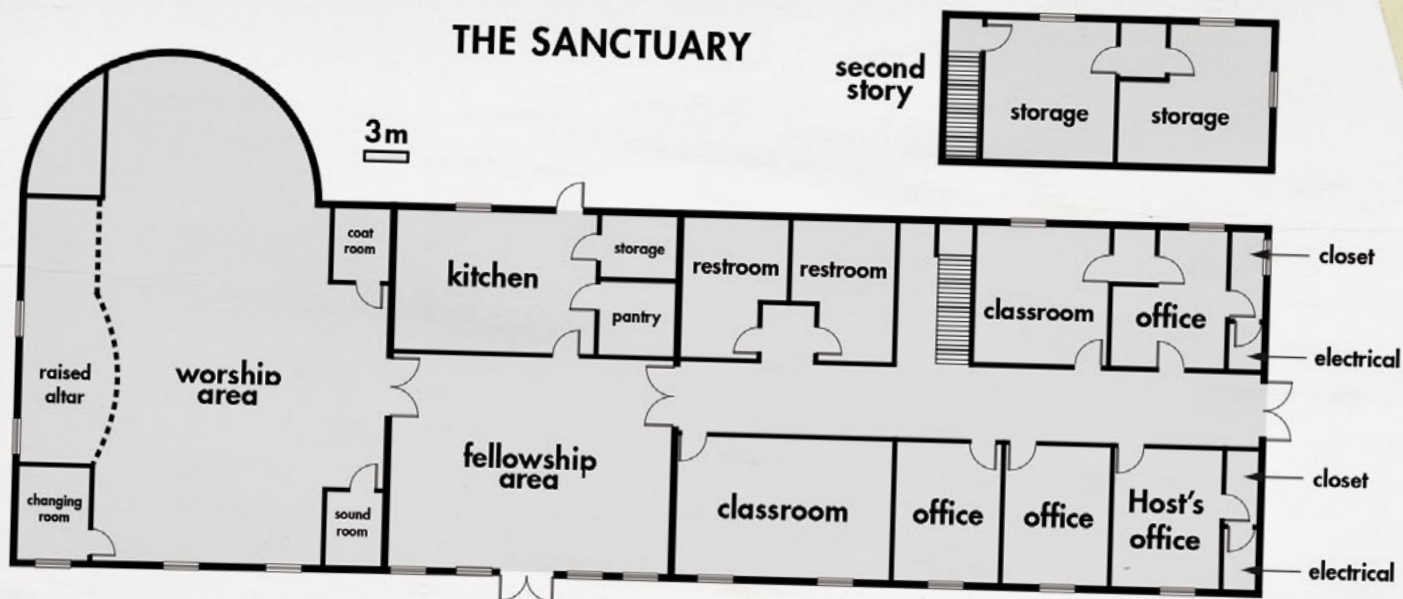 THE SANCTUARY
3m
second
story
storage
storage
coat
room
kitchen
storage
pantry
restroom
restroom
classroom
office
closet
electrical
raised
altar
worship
area
fellowship
area
changing
room
sound
room
classroom
office
office
Host's
office
closet
electrical